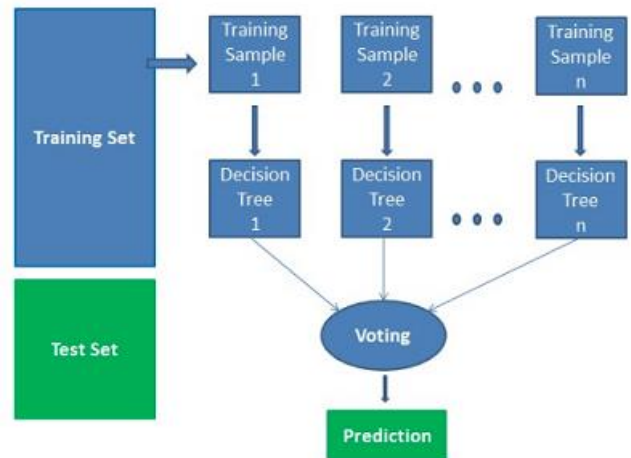 Training Set
Test Set
Training
Sample
1
Training
Sample
2
Training
Sample
n
Decision
Tree
1
Decision
Tree
2
Decision
Tree
n
Voting
Prediction